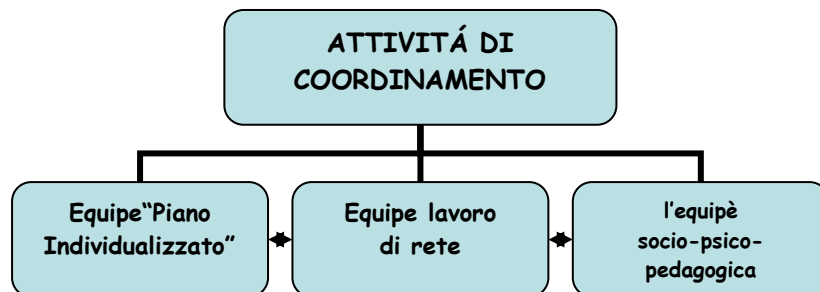 ATTIVITÁ DI
COORDINAMENTO
Equipe“Piano
Individualizzato”
Equipe lavoro
di rete
l’equipè
socio-psico-
pedagogica